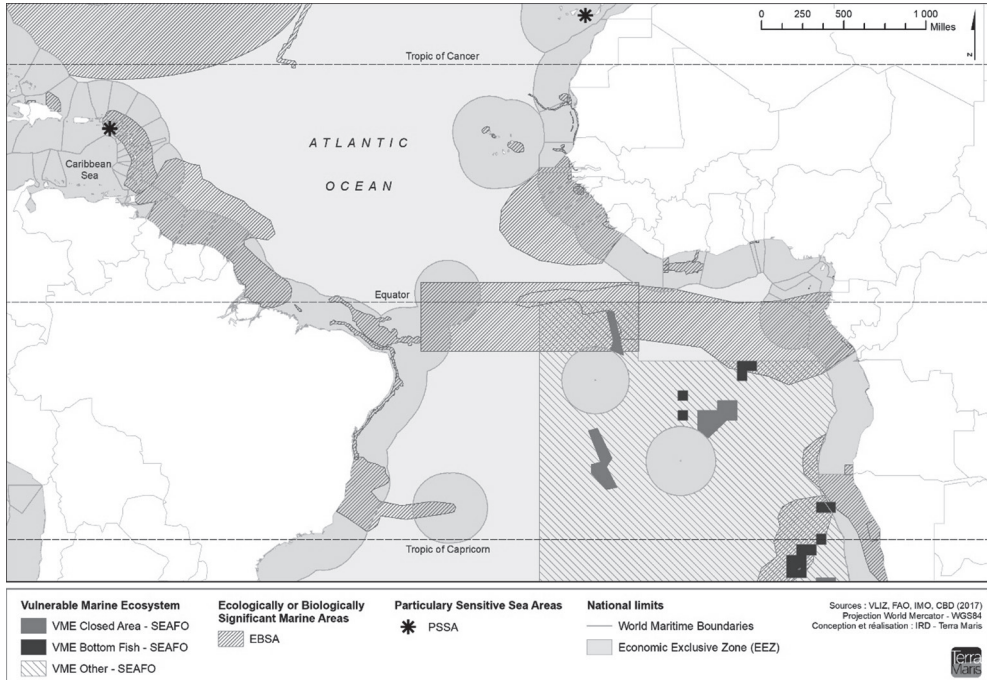 0 250 500 1 000
Milles
z
Tropic of Cancer
ATLANTIC
OCEAN
Caribbean
Sea
Equator
Tropic of Capricorn
Vulnerable Marine Ecosystem
VME Closed Area - SEAFO
VME Bottom Fish - SEAFO
VME Other - SEAFO
Ecologically or Biologically
Significant Marine Areas
EBSA
Particulary Sensitive Sea Areas
PSSA
National limits
World Maritime Boundaries
Economic Exclusive Zone (EEZ)
Sources : VLIZ, FAO, IMO, CBD (2017)
Projection World Mercator - WGS84
Conception et réalisation : IRD - Terra Maris
Terra
Maris